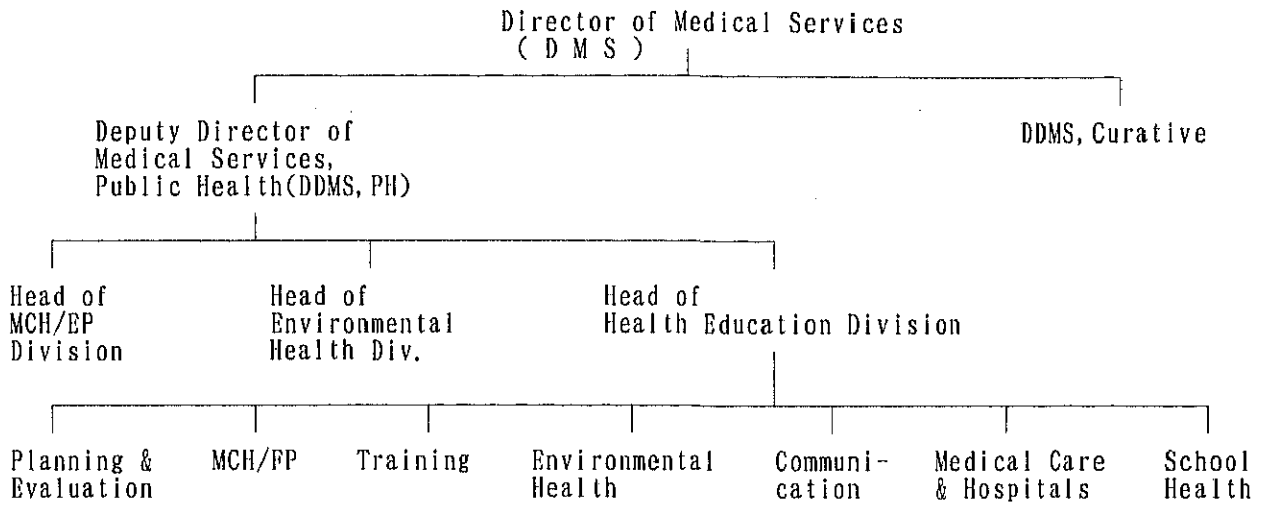 Director of Medical Services
( D M S )
Deputy Director of
Medical Services,
Public Health(DDMS, PH)
DDMS, Curative
Head of
MCH/EP
Division
Head of
Environmental
Health Div.
Head of
Health Education Division
Planning &
Evaluation
MCH/FP
Training
Environmental
Health
Communi-
cation
Medical Care
& Hospitals
School
Health